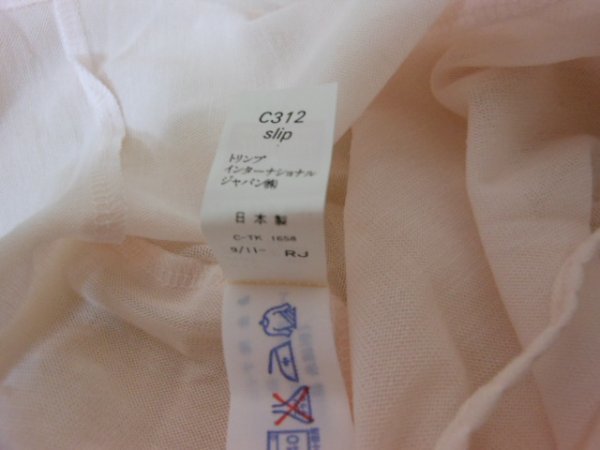 C312
slip
トリンプ
インターナショナル
ジャパン㈱
日本製
C-TK 1658
9/11- RJ